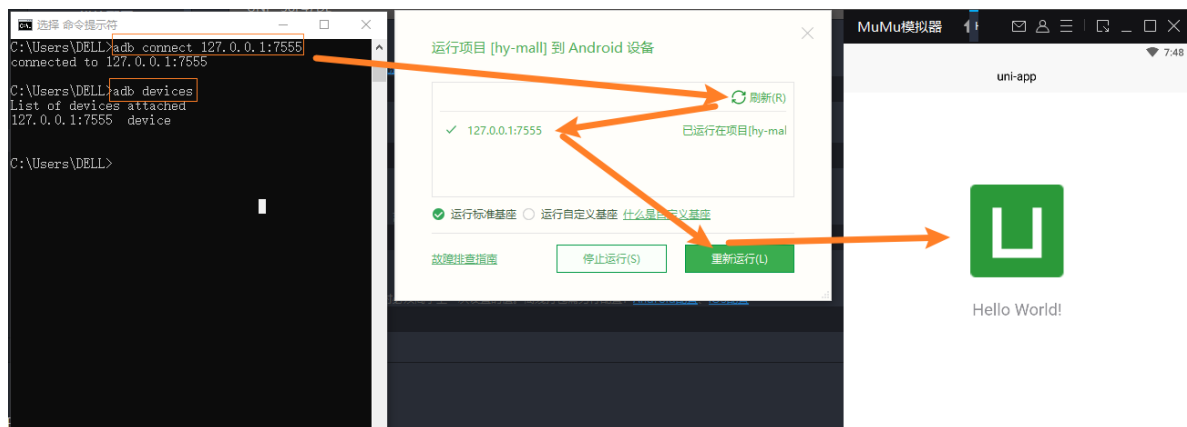 选择 命令提示符
C:\Users\DELL>adb connect 127.0.0.1:7555
connected to 127.0.0.1:7555
C:\Users\DELL>adb devices
List of devices attached
127.0.0.1:7555 device
C:\Users\DELL>
运行项目 [hy-mall] 到 Android 设备
刷新(R)
127.0.0.1:7555 已运行在项目[hy-mal
运行标准基座 运行自定义基座 什么是自定义基座
故障排查指南 停止运行(S) 重新运行(L)
MuMu模拟器
7:48
uni-app
Hello World!